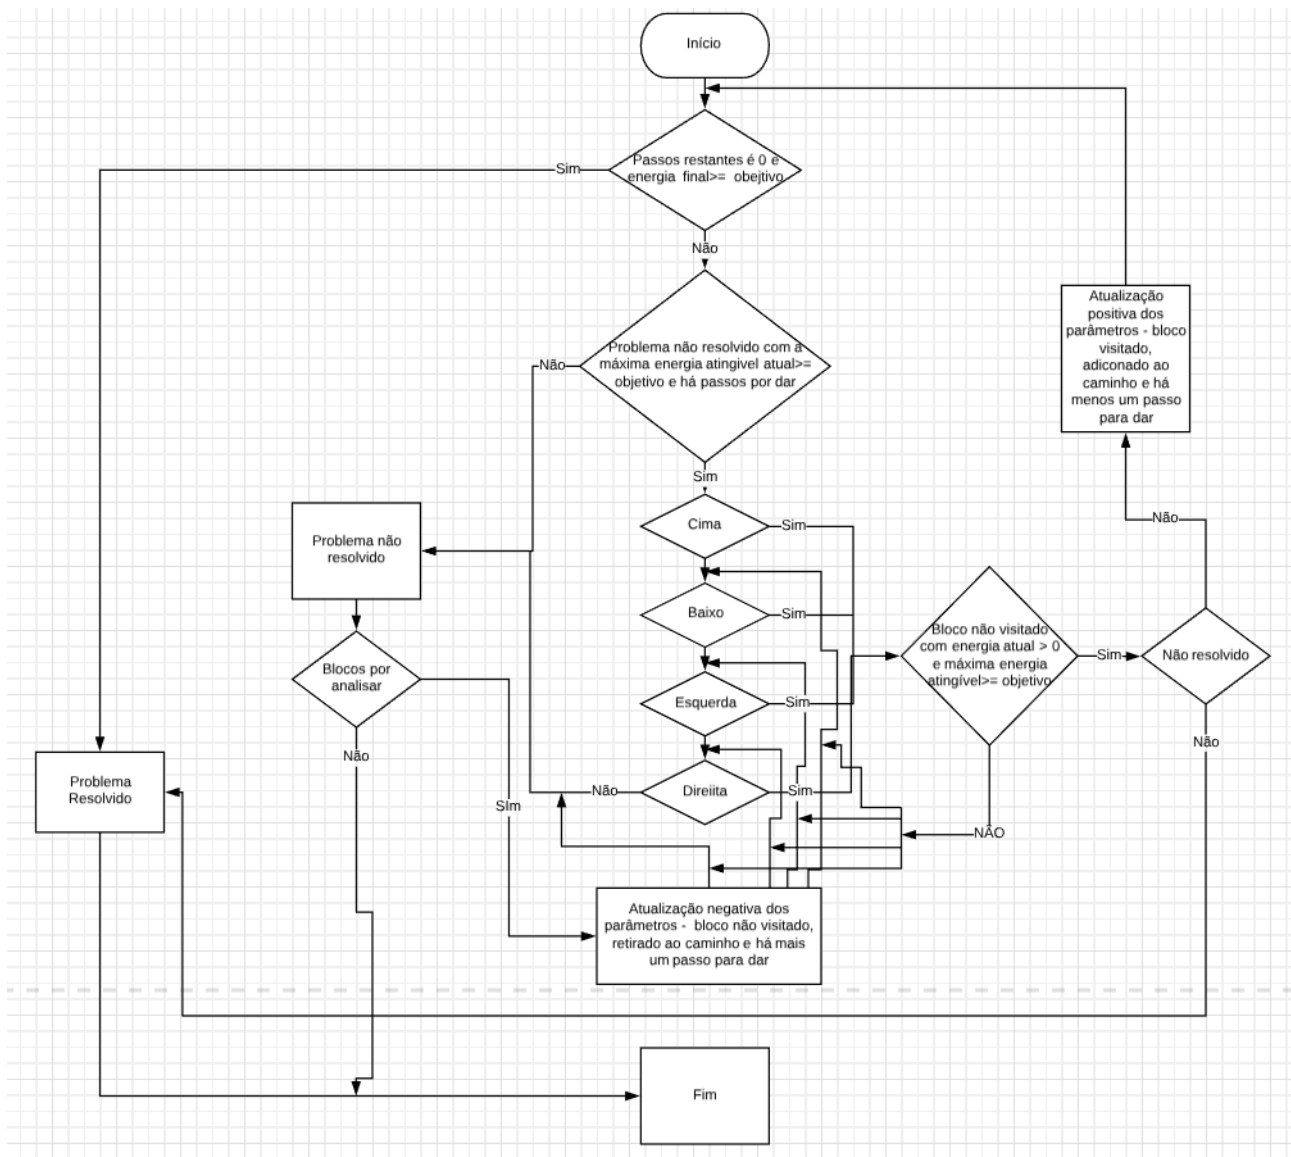 Início
Passos restantes é 0 e
energia final>= obejtivo
Sim
Não
Problema não resolvido com a
máxima energia atingivel atual>=
objetivo e há passos por dar
Não
Sim
Atualização
positiva dos
parâmetros - bloco
visitado,
adiconado ao
caminho e há
menos um passo
para dar
Cima
Sim
Não
Problema não
resolvido
Baixo
Sim
Bloco não visitado
com energia atual > 0
e máxima energia
atingível>= objetivo
Sim
Não resolvido
Blocos por
analisar
Esquerda
Sim
Não
Não
Problema
Resolvido
SIm
Não
Direiita
Sim
NÃO
Atualização negativa dos
parâmetros - bloco não visitado,
retirado ao caminho e há mais
um passo para dar
Fim